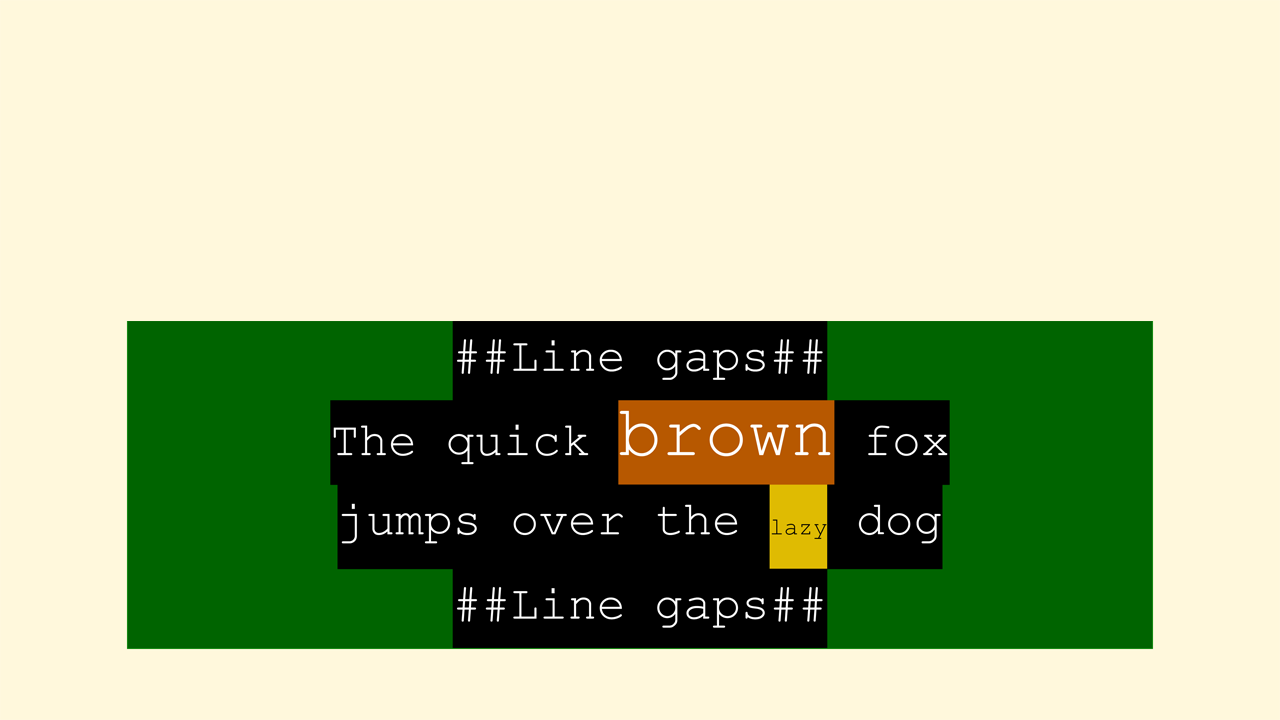 ##Line gaps##
The quick brown fox
jumps over the lazy dog
##Line gaps##